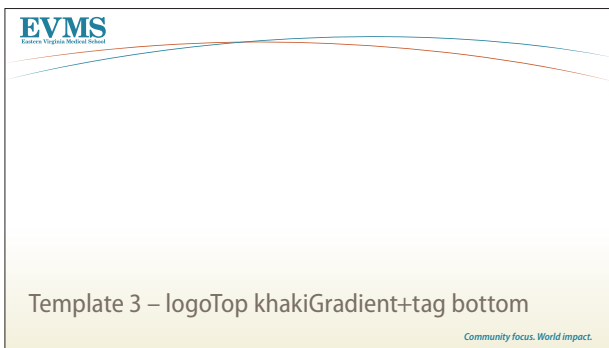 EVMS
Eastern Virginia Medical School
Template 3 – logoTop khakiGradient+tag bottom
Community focus. World impact.